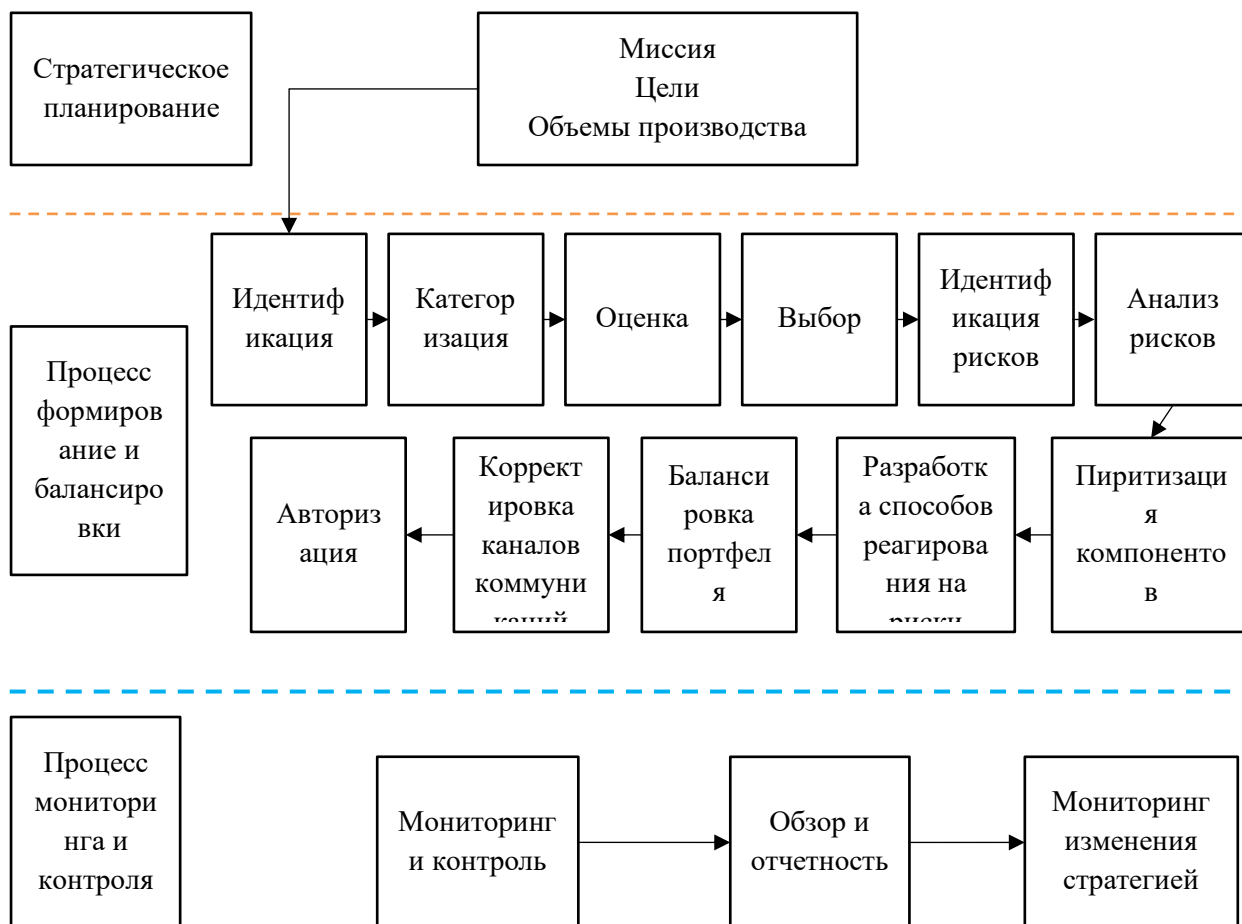 Стратегическое
планирование
Миссия
Цели
Объемы производства
Процесс
формиров
ание и
балансиро
вки
Идентиф
икация
Категор
изация
Оценка
Выбор
Идентиф
икация
рисков
Анализ
рисков
Авториз
ация
Коррект
ировка
каналов
коммуни
каций
Баланси
ровка
портфел
я
Разработк
а способов
реагирова
ния на
риски
Пиритизаци
я
компоненто
в
Процесс
монитори
нга и
контроля
Мониторинг
и контроль
Обзор и
отчетность
Мониторинг
изменения
стратегией